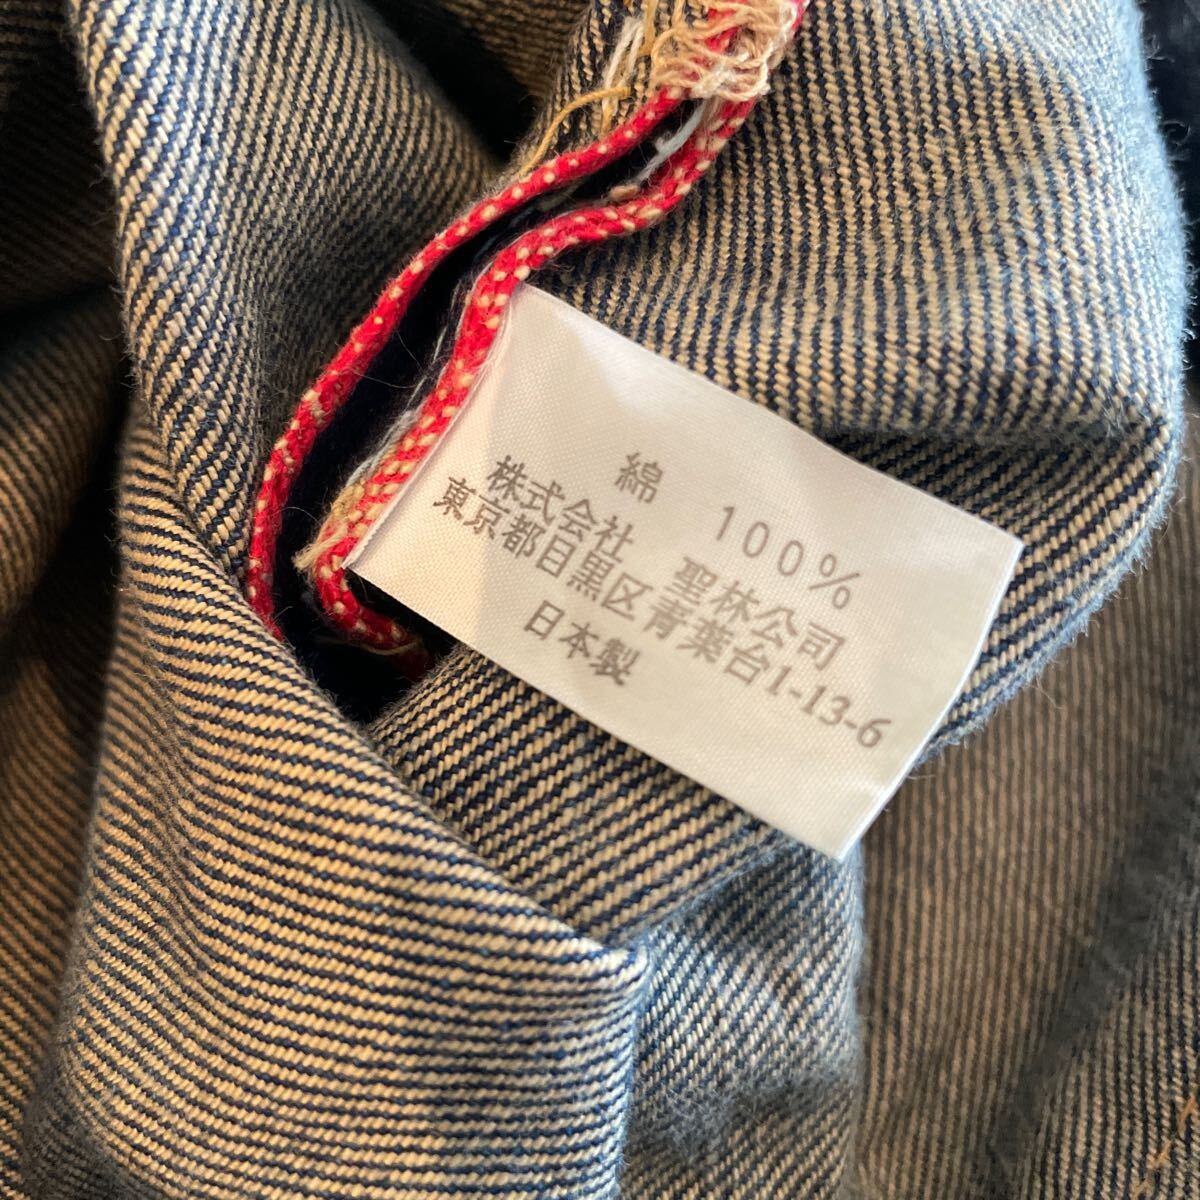 綿　100%
株式会社　聖林公司
東京都目黒区青葉台1-13-6
日本製